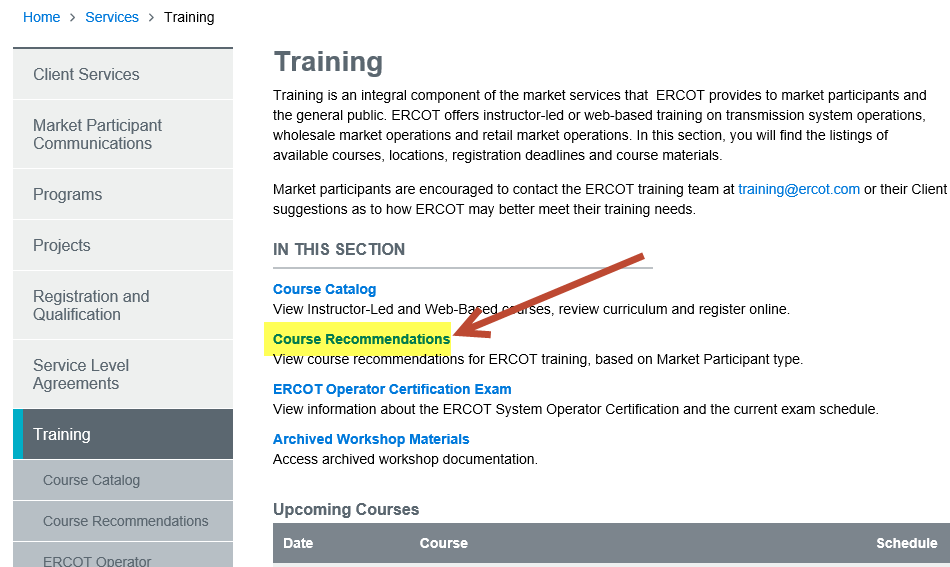 Home > Services > Training
Client Services
Market Participant
Communications
Programs
Projects
Registration and
Qualification
Service Level
Agreements
Training
Course Catalog
Course Recommendations
ERCOT Operator
Training
Training is an integral component of the market services that ERCOT provides to market participants and
the general public. ERCOT offers instructor-led or web-based training on transmission system operations,
wholesale market operations and retail market operations. In this section, you will find the listings of
available courses, locations, registration deadlines and course materials.
Market participants are encouraged to contact the ERCOT training team at training@ercot.com or their Client
suggestions as to how ERCOT may better meet their training needs.
IN THIS SECTION
Course Catalog
View Instructor-Led and Web-Based courses, review curriculum and register online.
Course Recommendations
View course recommendations for ERCOT training, based on Market Participant type.
ERCOT Operator Certification Exam
View information about the ERCOT System Operator Certification and the current exam schedule.
Archived Workshop Materials
Access archived workshop documentation.
Upcoming Courses
Date Course Schedule